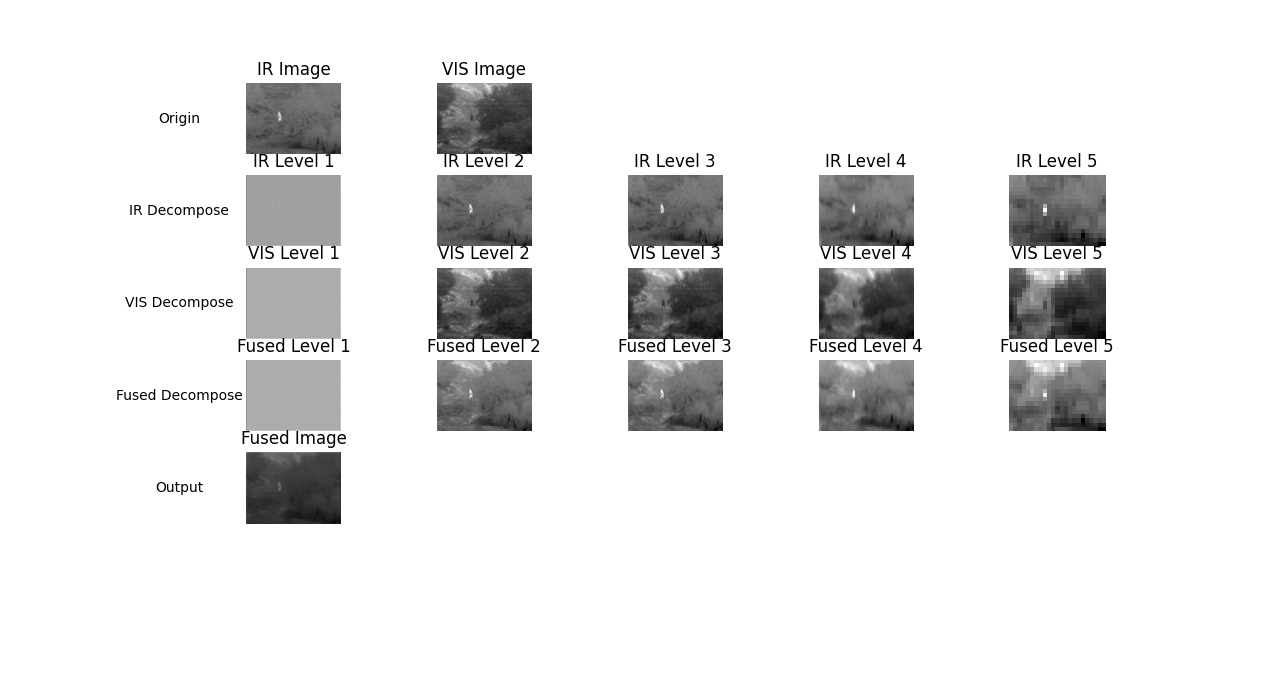 IR Image
VIS Image
Origin
IR Level 1
IR Level 2
IR Level 3
IR Level 4
IR Level 5
IR Decompose
VIS Level 1
VIS Level 2
VIS Level 3
VIS Level 4
VIS Level 5
VIS Decompose
Fused Level 1
Fused Level 2
Fused Level 3
Fused Level 4
Fused Level 5
Fused Decompose
Fused Image
Output